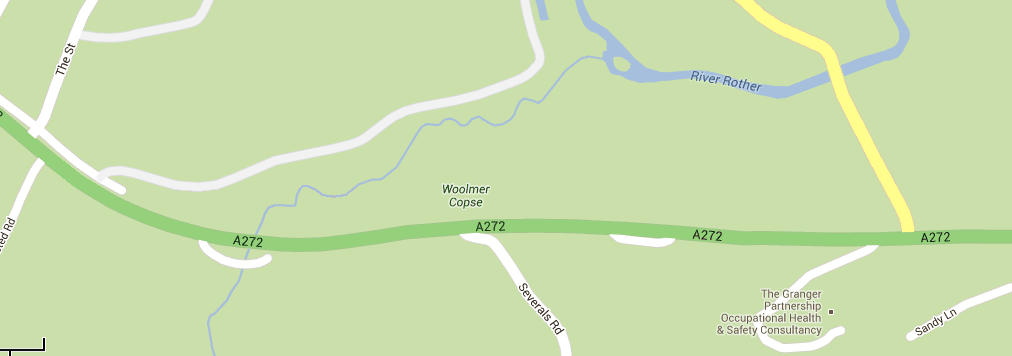 The St
River Rother
Woolmer
Copse
A272
A272
A272
A272
Severals Rd
The Granger
Partnership
Occupational Health
& Safety Consultancy
Sandy Ln